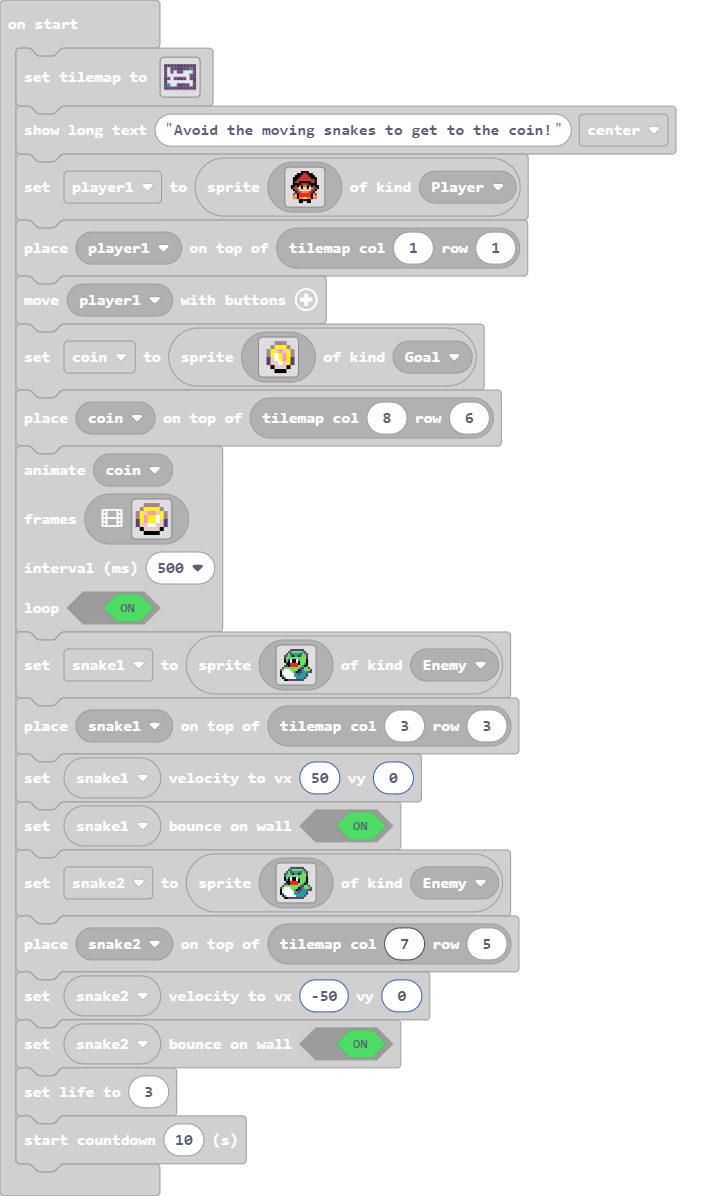 on start
set tilemap to
show long text "Avoid the moving snakes to get to the coin!" center
set player1 to sprite of kind Player
place player1 on top of tilemap col 1 row 1
move player1 with buttons
set coin to sprite of kind Goal
place coin on top of tilemap col 8 row 6
animate coin
frames
interval (ms) 500
loop ON
set snake1 to sprite of kind Enemy
place snake1 on top of tilemap col 3 row 3
set snake1 velocity to vx 50 vy 0
set snake1 bounce on wall ON
set snake2 to sprite of kind Enemy
place snake2 on top of tilemap col 7 row 5
set snake2 velocity to vx -50 vy 0
set snake2 bounce on wall ON
set life to 3
start countdown 10 (s)